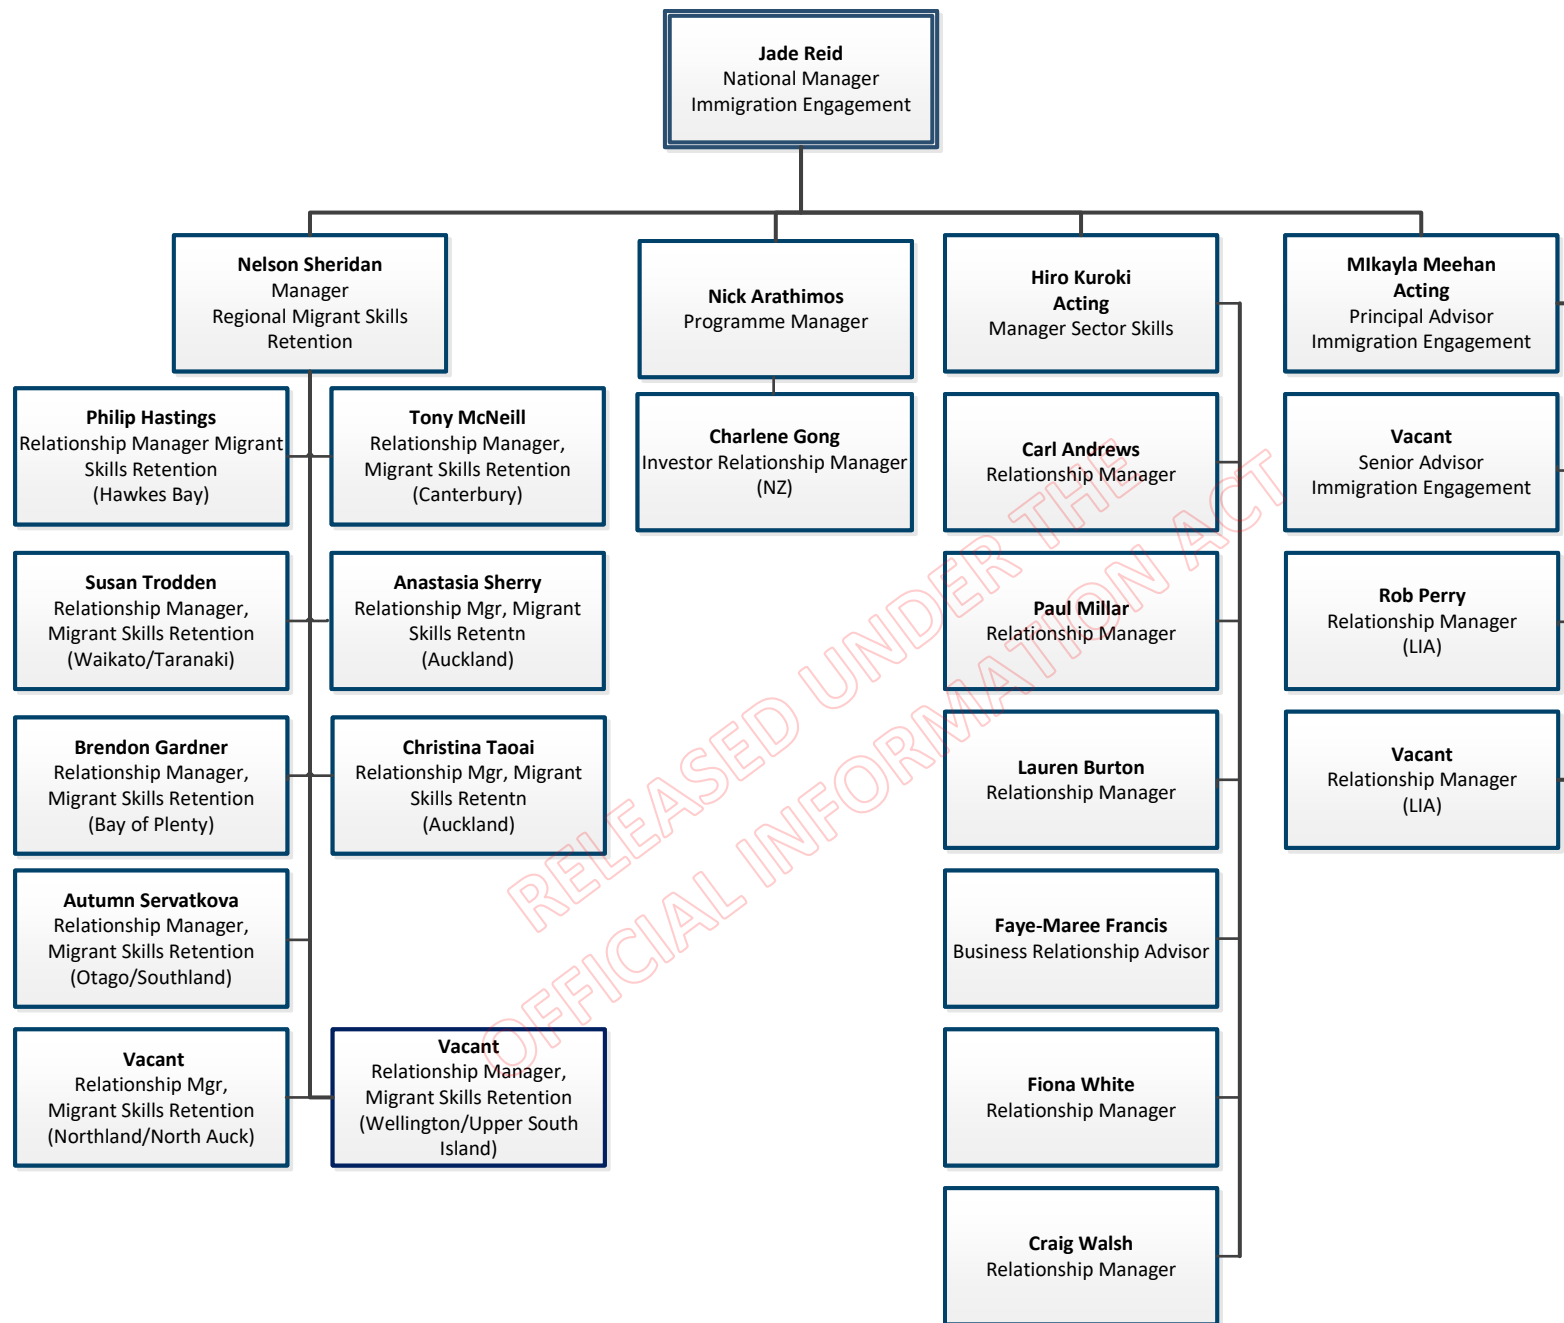 Jade Reid
National Manager
Immigration Engagement
Nelson Sheridan
Manager
Regional Migrant Skills
Retention
Nick Arathimos
Programme Manager
Hiro Kuroki
Acting
Manager Sector Skills
MIkayla Meehan
Acting
Principal Advisor
Immigration Engagement
Philip Hastings
Relationship Manager Migrant
Skills Retention
(Hawkes Bay)
Tony McNeill
Relationship Manager,
Migrant Skills Retention
(Canterbury)
Charlene Gong
Investor Relationship Manager
(NZ)
Carl Andrews
Relationship Manager
Vacant
Senior Advisor
Immigration Engagement
Susan Trodden
Relationship Manager,
Migrant Skills Retention
(Waikato/Taranaki)
Anastasia Sherry
Relationship Mgr, Migrant
Skills Retentn
(Auckland)
Paul Millar
Relationship Manager
Rob Perry
Relationship Manager
(LIA)
Brendon Gardner
Relationship Manager,
Migrant Skills Retention
(Bay of Plenty)
Christina Taoai
Relationship Mgr, Migrant
Skills Retentn
(Auckland)
Lauren Burton
Relationship Manager
Vacant
Relationship Manager
(LIA)
Autumn Servatkova
Relationship Manager,
Migrant Skills Retention
(Otago/Southland)
Faye-Maree Francis
Business Relationship Advisor
Vacant
Relationship Mgr,
Migrant Skills Retention
(Northland/North Auck)
Vacant
Relationship Manager,
Migrant Skills Retention
(Wellington/Upper South
Island)
Fiona White
Relationship Manager
Craig Walsh
Relationship Manager
RELEASED UNDER THE
OFFICIAL INFORMATION ACT